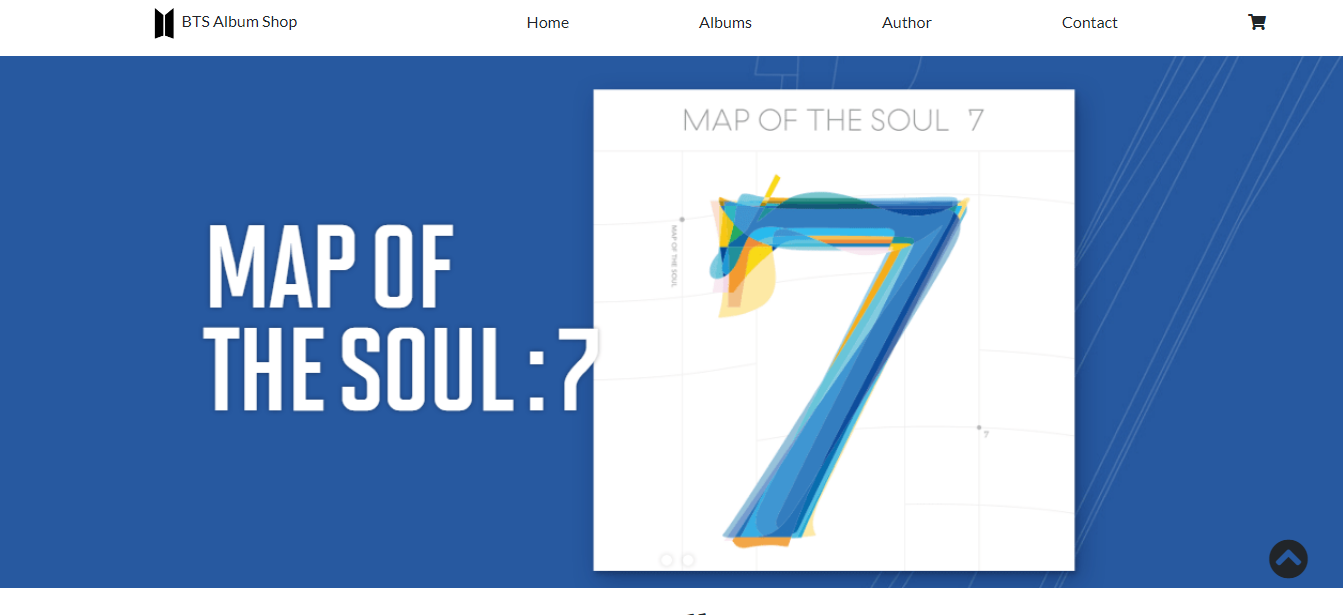 BTS Album Shop
Home
Albums
Author
Contact
MAP OF THE SOUL 7
MAP OF THE SOUL
7
7
MAP OF
THE SOUL : 7